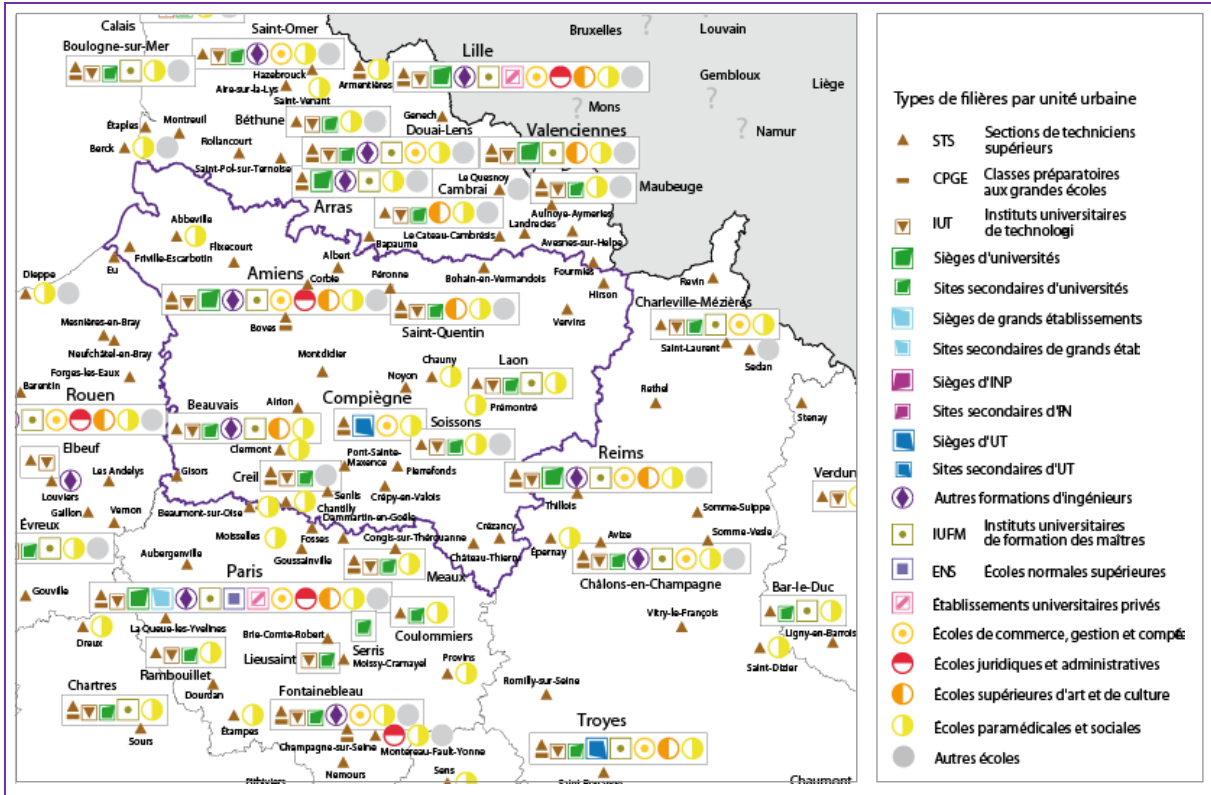 Calais
Saint-Omer
Boulogne-sur-Mer
Bruxelles
?
Louvain
Lille
Hazebrouck
Aire-sur-la-Lys
Armentières
Gembloux
Liège
?
?
Mons
Saint-Venant
Béthune
Genech
Étaples
Montreuil
Rollancourt
Douai-Lens
Valenciennes
?
Namur
Berck
Saint-Pol-sur-Ternoise
Le Quesnoy
Cambrai
Maubeuge
Arras
Aulnoye-Aymeries
Landrecies
Abbeville
Bapaume
Le Cateau-Cambrésis
Avesnes-sur-Helpe
Flixecourt
Friville-Escarbotin
Eu
Albert
Péronne
Bohain-en-Vermandois
Fourmies
Dieppe
Amiens
Corbie
Hirson
Revin
Charleville-Mézières
Mesnières-en-Bray
Boves
Saint-Quentin
Vervins
Neufchâtel-en-Bray
Montdidier
Saint-Laurent
Sedan
Forges-les-Eaux
Chauny
Laon
Barentin
Noyon
Rethel
Rouen
Beauvais
Airion
Compiègne
Prémontré
Stenay
Elbeuf
Clermont
Soissons
Pont-Sainte-
Maxence
Reims
Les Andelys
Gisors
Creil
Pierrefonds
Verdun
Louviers
Senlis
Crépy-en-Valois
Thillois
Gaillon
Vernon
Beaumont-sur-Oise
Chantilly
Dammartin-en-Goële
Somme-Suippe
Évreux
Moisselles
Fosses
Crézancy
Avize
Somme-Vesle
Aubergenville
Goussainville
Congis-sur-Thérouanne
Château-Thierry
Épernay
Paris
Meaux
Châlons-en-Champagne
Gouville
Bar-le-Duc
La Queue-les-Yvelines
Coulommiers
Vitry-le-François
Dreux
Brie-Comte-Robert
Serris
Ligny-en-Barrois
Lieusaint
Moissy-Cramayel
Provins
Saint-Dizier
Rambouillet
Chartres
Dourdan
Fontainebleau
Romilly-sur-Seine
Étampes
Troyes
Sours
Champagne-sur-Seine
Montereau-Fault-Yonne
Nemours
Sens
Chaumont
Types de filières par unité urbaine
STS
Sections de techniciens
supérieurs
CPGE
Classes préparatoires
aux grandes écoles
IUT
Instituts universitaires
de technologi
Sièges d'universités
Sites secondaires d'universités
Sièges de grands établissements
Sites secondaires de grands étab
Sièges d'INP
Sites secondaires d'IN
Sièges d'UT
Sites secondaires d'UT
Autres formations d'ingénieurs
IUFM
Instituts universitaires
de formation des maîtres
ENS
Écoles normales supérieures
Établissements universitaires privés
Écoles de commerce, gestion et compta
Écoles juridiques et administratives
Écoles supérieures d'art et de culture
Écoles paramédicales et sociales
Autres écoles